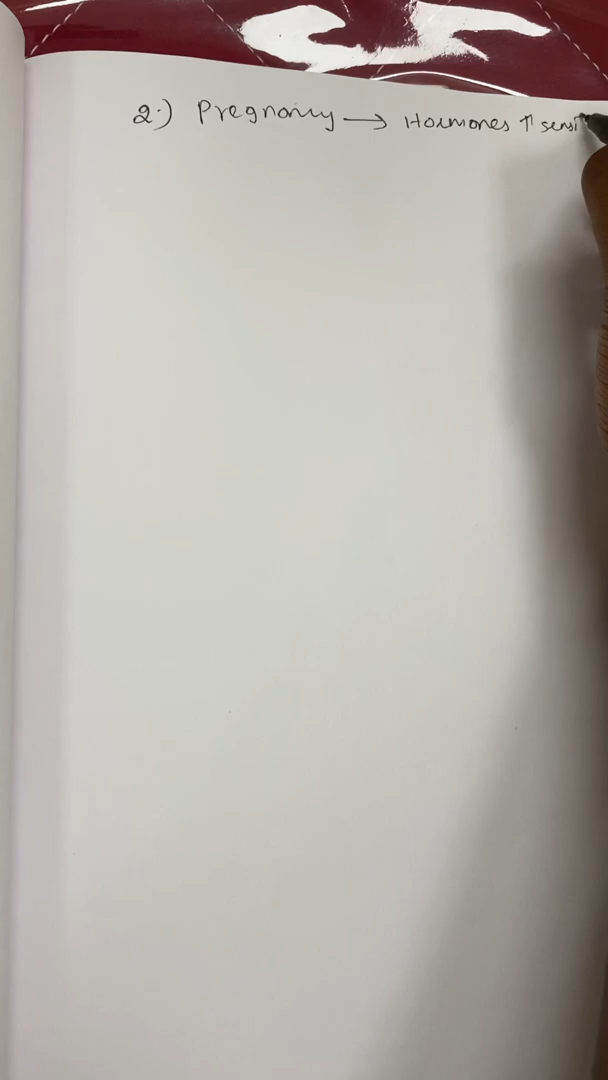 2.) Pregnancy → Hormones ↑ sensi